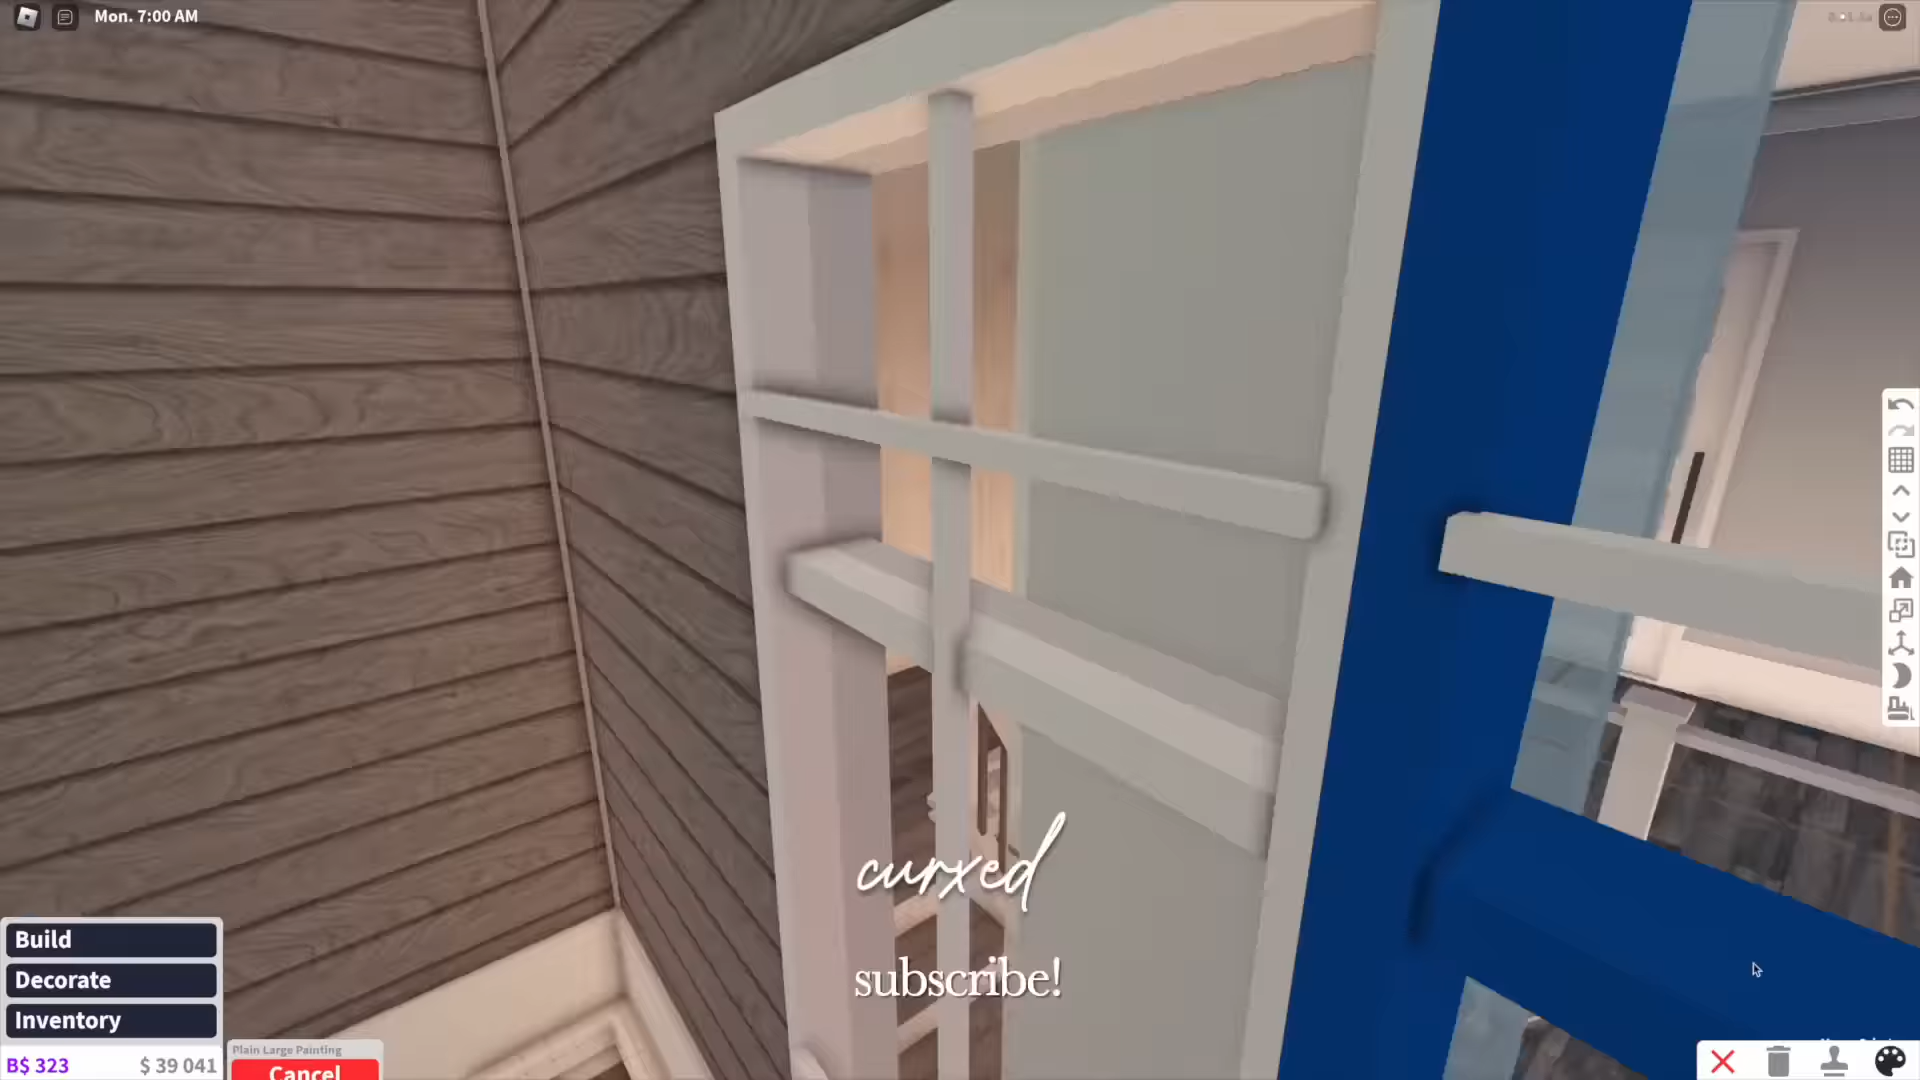 Mon. 7:00 AM
curxed
subscribe!
Build
Decorate
Inventory
B$ 323
$ 39 041
Plain Large Painting
Cancel